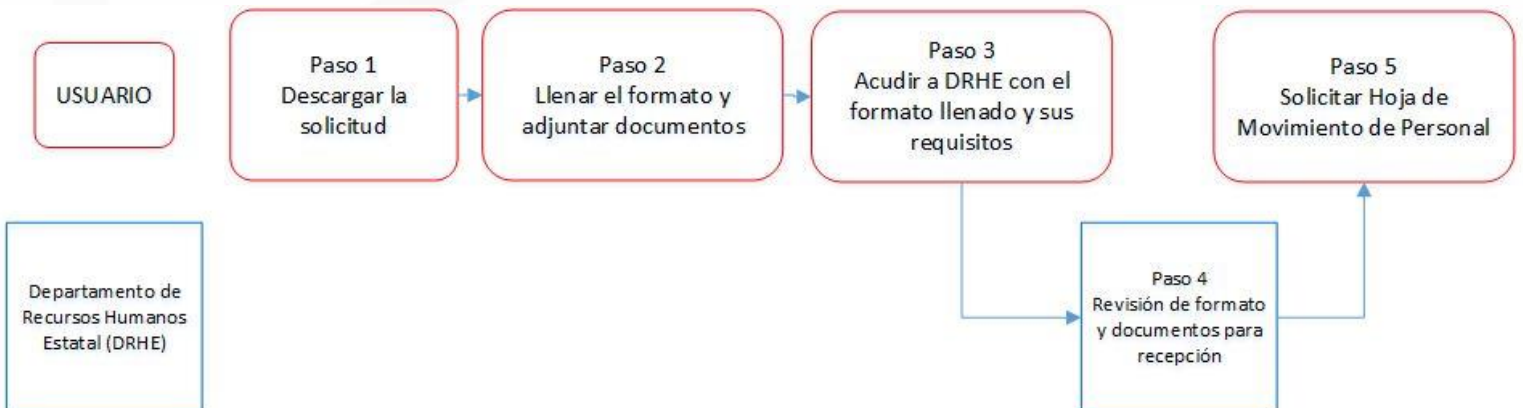 USUARIO
Paso 1
Descargar la
solicitud
Paso 2
Llenar el formato y
adjuntar documentos
Paso 3
Acudir a DRHE con el
formato llenado y sus
requisitos
Paso 5
Solicitar Hoja de
Movimiento de Personal
Departamento de
Recursos Humanos
Estatal (DRHE)
Paso 4
Revisión de formato
y documentos para
recepción